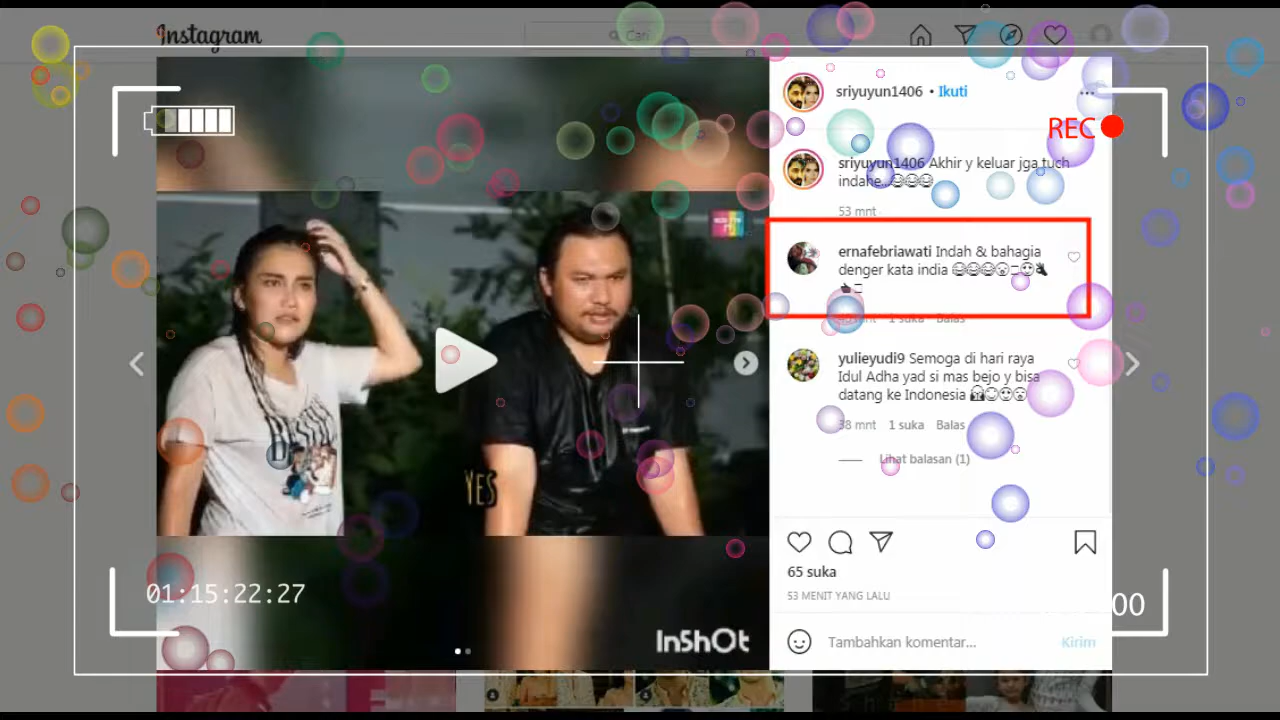 Instagram
Cari
sriyuyun1406 • Ikuti
REC
sriyuyun1406 Akhir y keluar jga tuch
indahe...😂😂😂
53 mnt
ernafebriawati Indah & bahagia
denger kata india
1 suka Balas
yulieyudi9 Semoga di hari raya
Idul Adha yad si mas bejo y bisa
datang ke Indonesia
38 mnt 1 suka Balas
Lihat balasan (1)
YES
65 suka
53 MENIT YANG LALU
01:15:22:27
00
InShOt
Tambahkan komentar...
Kirim